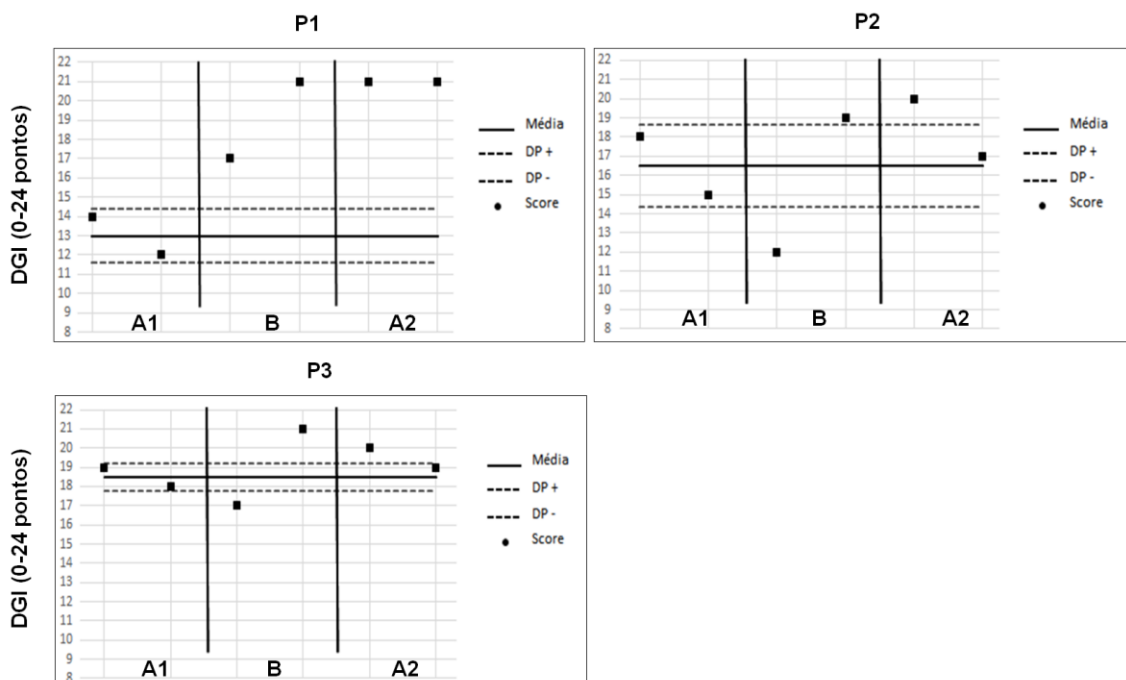 P1
DGI (0-24 pontos)
22
21
20
19
18
17
16
15
14
13
12
11
10
9
8
A1
B
A2
Média
DP +
DP -
Score
P2
22
21
20
19
18
17
16
15
14
13
12
11
10
9
8
A1
B
A2
Média
DP +
DP -
Score
P3
DGI (0-24 pontos)
22
21
20
19
18
17
16
15
14
13
12
11
10
9
8
A1
B
A2
Média
DP +
DP -
Score